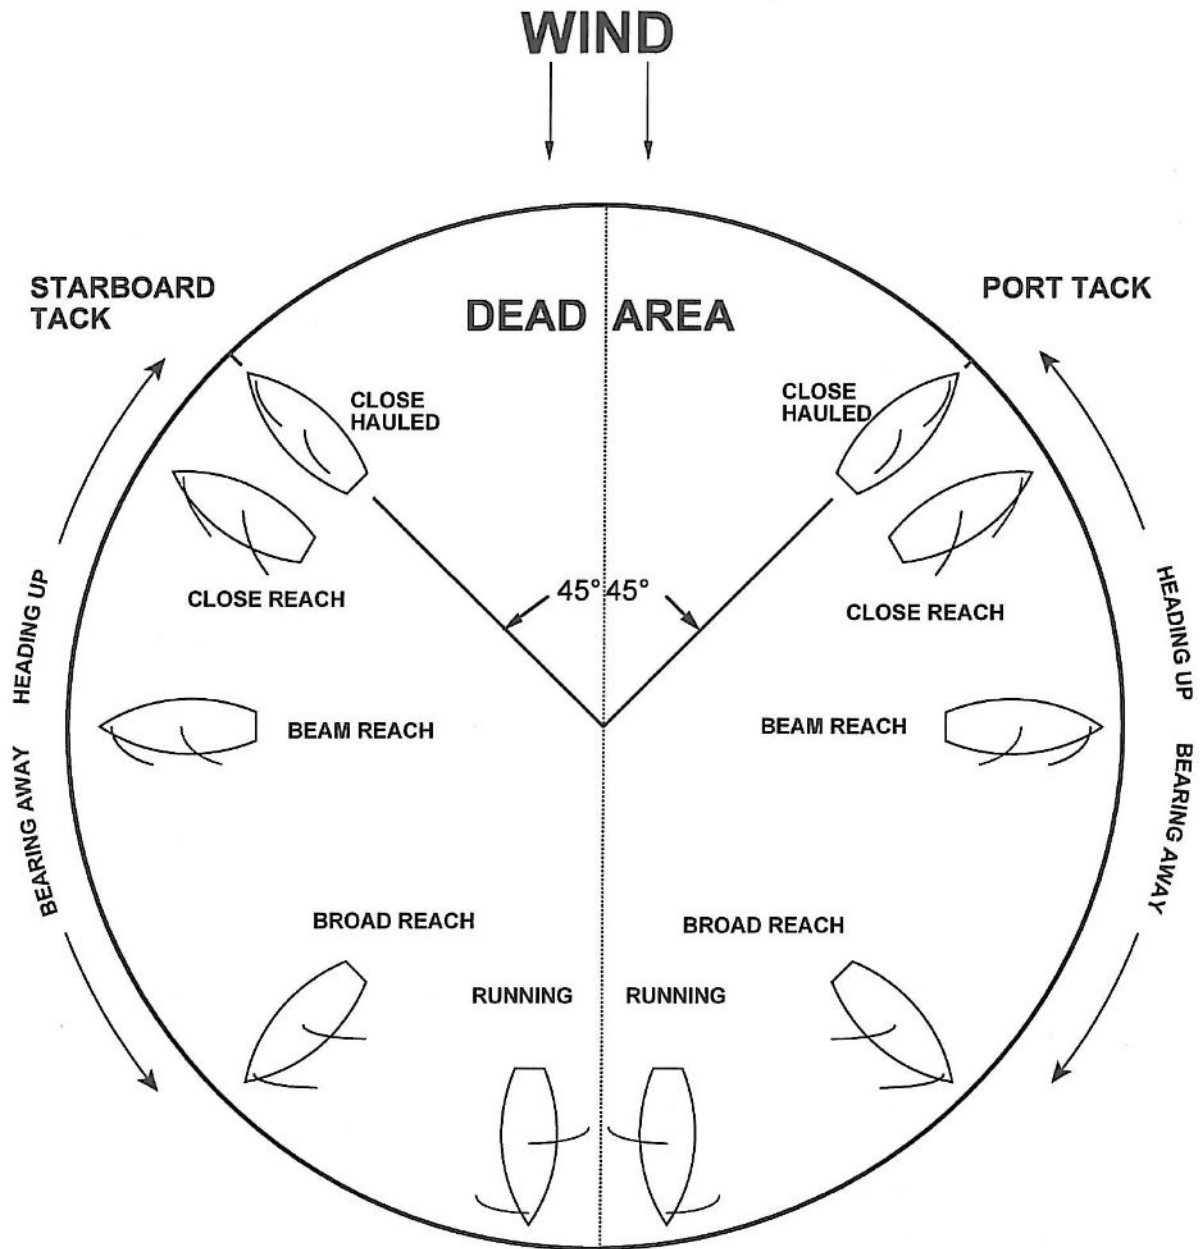 WIND
STARBOARD
TACK
PORT TACK
DEAD AREA
CLOSE
HAULED
CLOSE
HAULED
45° 45°
CLOSE REACH
CLOSE REACH
HEADING UP
HEADING UP
BEAM REACH
BEAM REACH
BEARING AWAY
BEARING AWAY
BROAD REACH
BROAD REACH
RUNNING
RUNNING